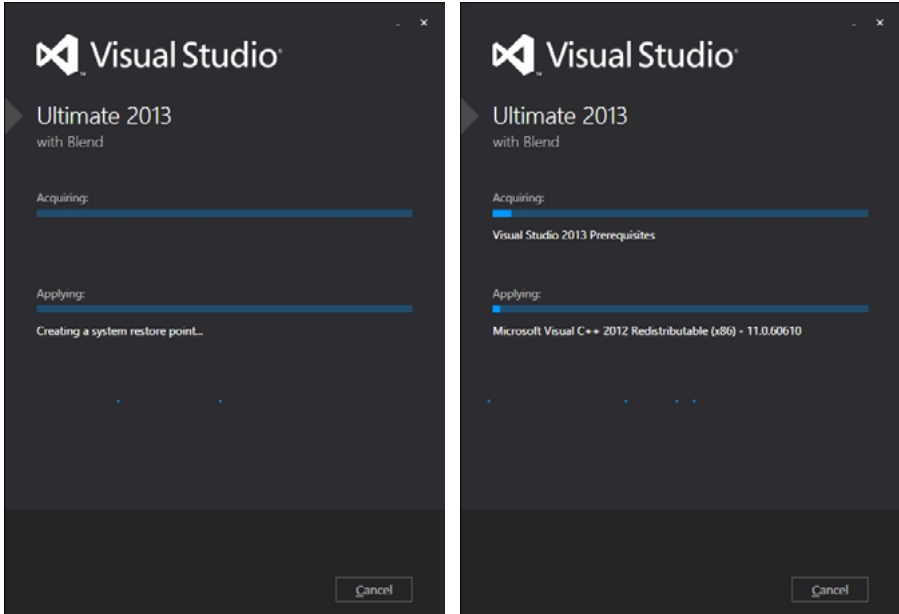 Visual Studio
Ultimate 2013
with Blend
Acquiring:
Applying:
Creating a system restore point...
Cancel
Visual Studio
Ultimate 2013
with Blend
Acquiring:
Visual Studio 2013 Prerequisites
Applying:
Microsoft Visual C++ 2012 Redistributable (x86) - 11.0.60610
Cancel